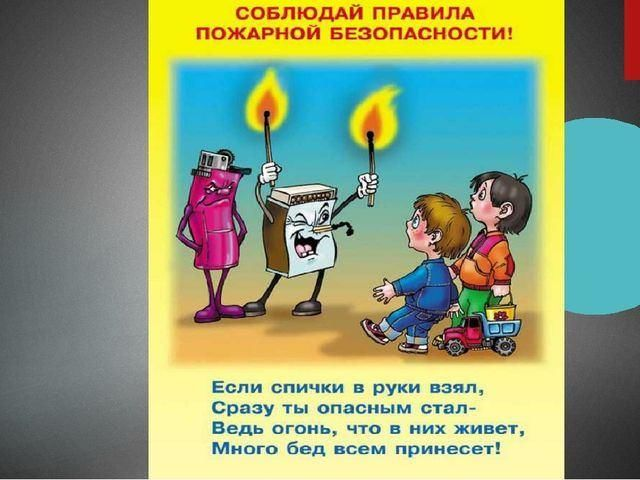 СОБЛЮДАЙ ПРАВИЛА
ПОЖАРНОЙ БЕЗОПАСНОСТИ!
Если спички в руки взял,
Сразу ты опасным стал-
Ведь огонь, что в них живет,
Много бед всем принесет!